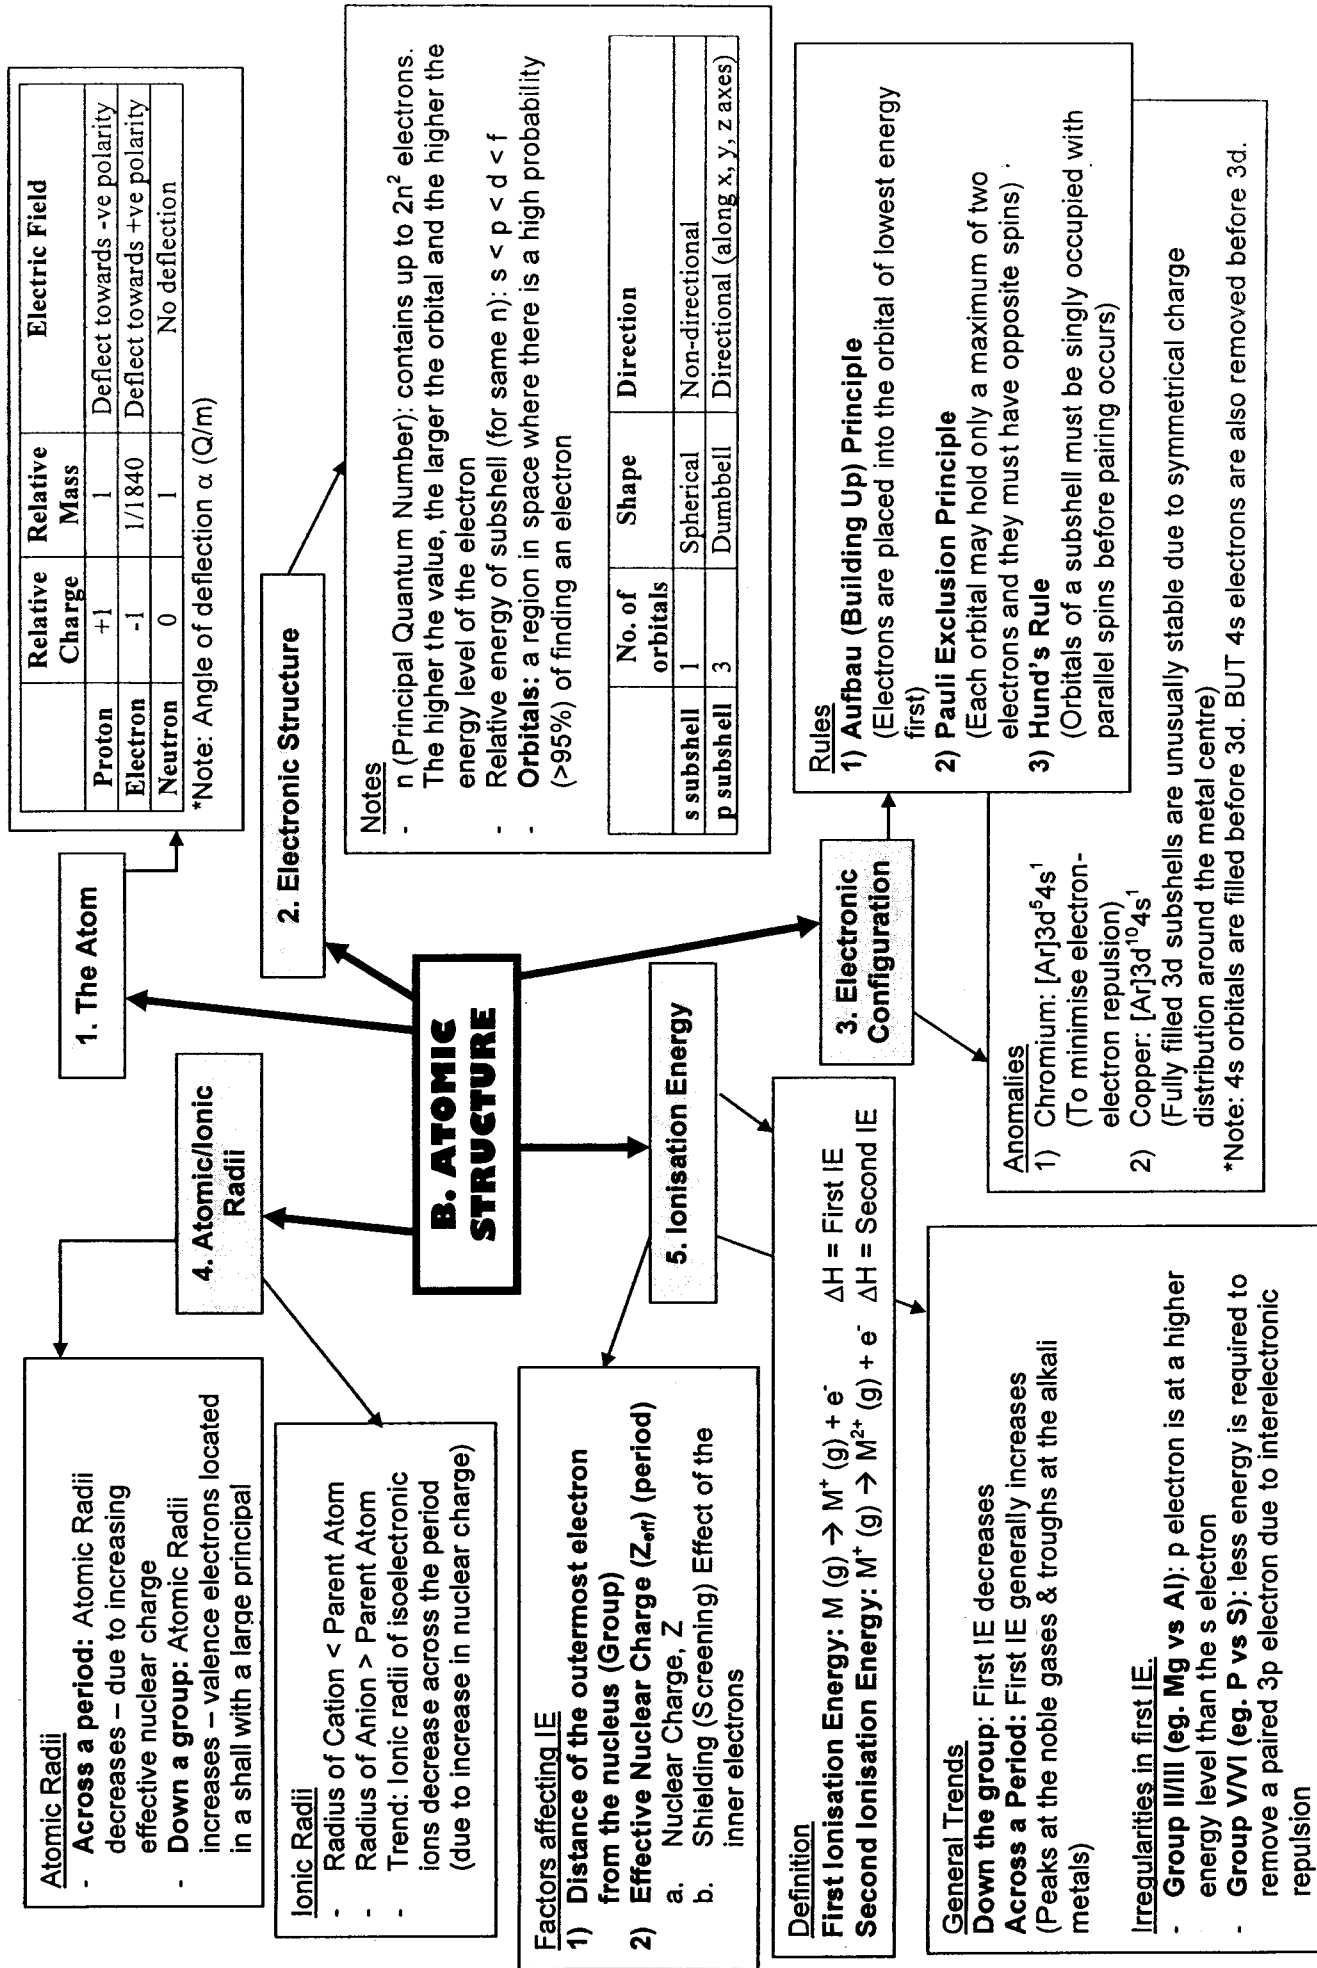 B. ATOMIC
STRUCTURE
1. The Atom
Relative Charge | Relative Mass | Electric Field
Proton | +1 | 1 | Deflect towards -ve polarity
Electron | -1 | 1/1840 | Deflect towards +ve polarity
Neutron | 0 | 1 | No deflection
*Note: Angle of deflection α (Q/m)
2. Electronic Structure
Notes
- n (Principal Quantum Number): contains up to 2n² electrons.
The higher the value, the larger the orbital and the higher the
energy level of the electron
- Relative energy of subshell (for same n): s < p < d < f
- Orbitals: a region in space where there is a high probability
(>95%) of finding an electron
No. of orbitals | Shape | Direction
s subshell | 1 | Spherical | Non-directional
p subshell | 3 | Dumbbell | Directional (along x, y, z axes)
3. Electronic
Configuration
Rules
1) Aufbau (Building Up) Principle
(Electrons are placed into the orbital of lowest energy
first)
2) Pauli Exclusion Principle
(Each orbital may hold only a maximum of two
electrons and they must have opposite spins)
3) Hund's Rule
(Orbitals of a subshell must be singly occupied with
parallel spins before pairing occurs)
Anomalies
1) Chromium: [Ar]3d⁵4s¹
(To minimise electron-
electron repulsion)
2) Copper: [Ar]3d¹⁰4s¹
(Fully filled 3d subshells are unusually stable due to symmetrical charge
distribution around the metal centre)
*Note: 4s orbitals are filled before 3d. BUT 4s electrons are also removed before 3d.
4. Atomic/Ionic
Radii
Atomic Radii
- Across a period: Atomic Radii
decreases – due to increasing
effective nuclear charge
- Down a group: Atomic Radii
increases – valence electrons located
in a shall with a large principal
Ionic Radii
- Radius of Cation < Parent Atom
- Radius of Anion > Parent Atom
- Trend: Ionic radii of isoelectronic
ions decrease across the period
(due to increase in nuclear charge)
5. Ionisation Energy
Factors affecting IE
1) Distance of the outermost electron
from the nucleus (Group)
2) Effective Nuclear Charge (Zeff) (period)
a. Nuclear Charge, Z
b. Shielding (Screening) Effect of the
inner electrons
Definition
First Ionisation Energy: M (g) → M⁺ (g) + e⁻ ΔH = First IE
Second Ionisation Energy: M⁺ (g) → M²⁺ (g) + e⁻ ΔH = Second IE
General Trends
Down the group: First IE decreases
Across a Period: First IE generally increases
(Peaks at the noble gases & troughs at the alkali
metals)
Irregularities in first IE.
- Group II/III (eg. Mg vs Al): p electron is at a higher
energy level than the s electron
- Group V/VI (eg. P vs S): less energy is required to
remove a paired 3p electron due to interelectronic
repulsion